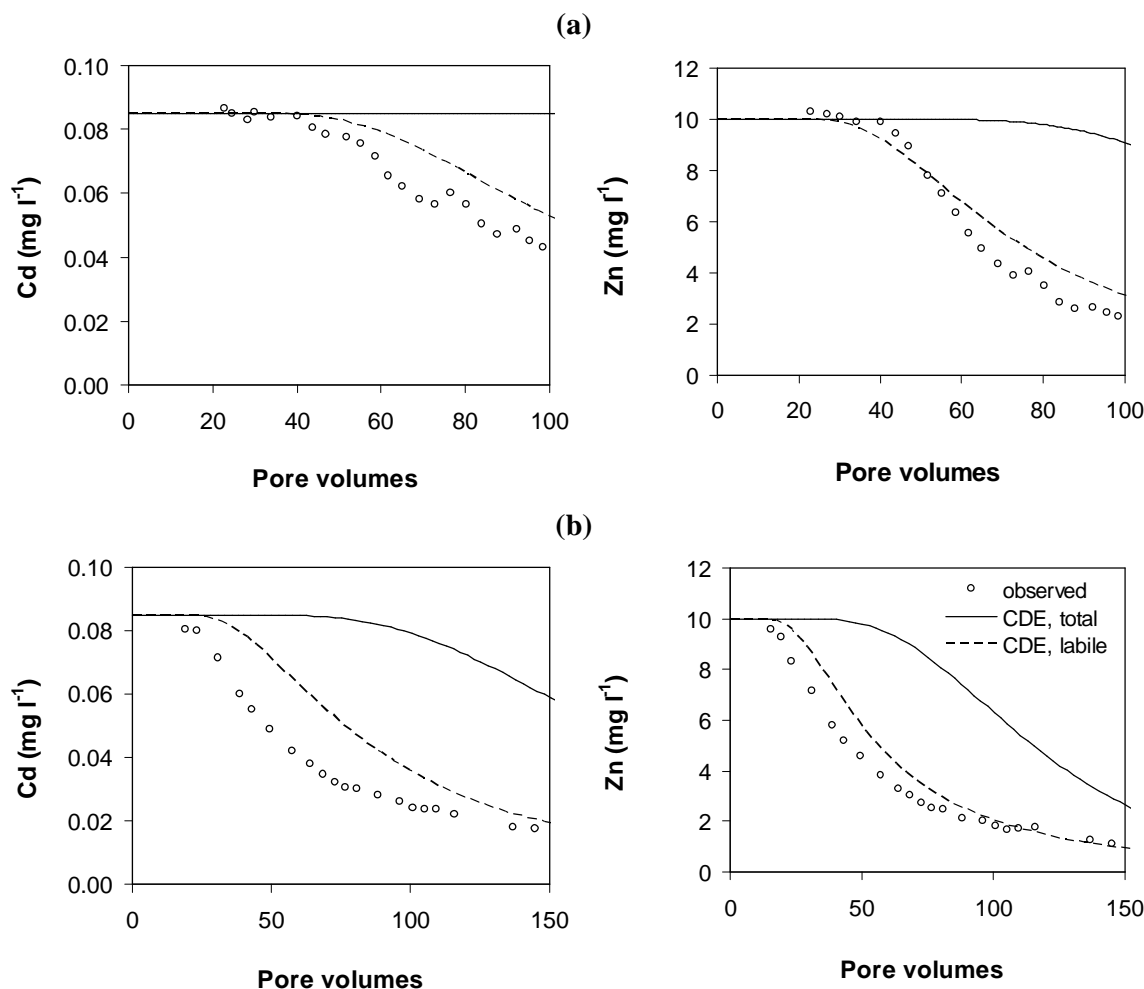 (a)
Cd (mg l⁻¹)
0.10
0.08
0.06
0.04
0.02
0.00
0 20 40 60 80 100
Pore volumes
Zn (mg l⁻¹)
12
10
8
6
4
2
0
0 20 40 60 80 100
Pore volumes
(b)
Cd (mg l⁻¹)
0.10
0.08
0.06
0.04
0.02
0.00
0 50 100 150
Pore volumes
Zn (mg l⁻¹)
12
10
8
6
4
2
0
observed
CDE, total
CDE, labile
0 50 100 150
Pore volumes